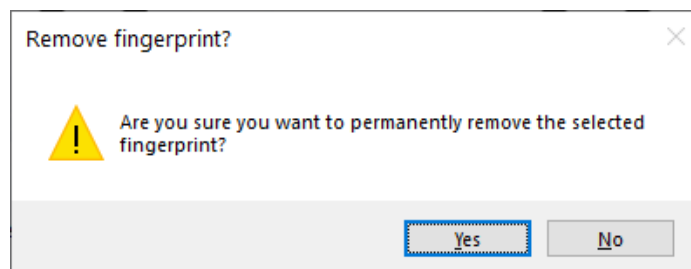 Remove fingerprint?
Are you sure you want to permanently remove the selected
fingerprint?
Yes
No